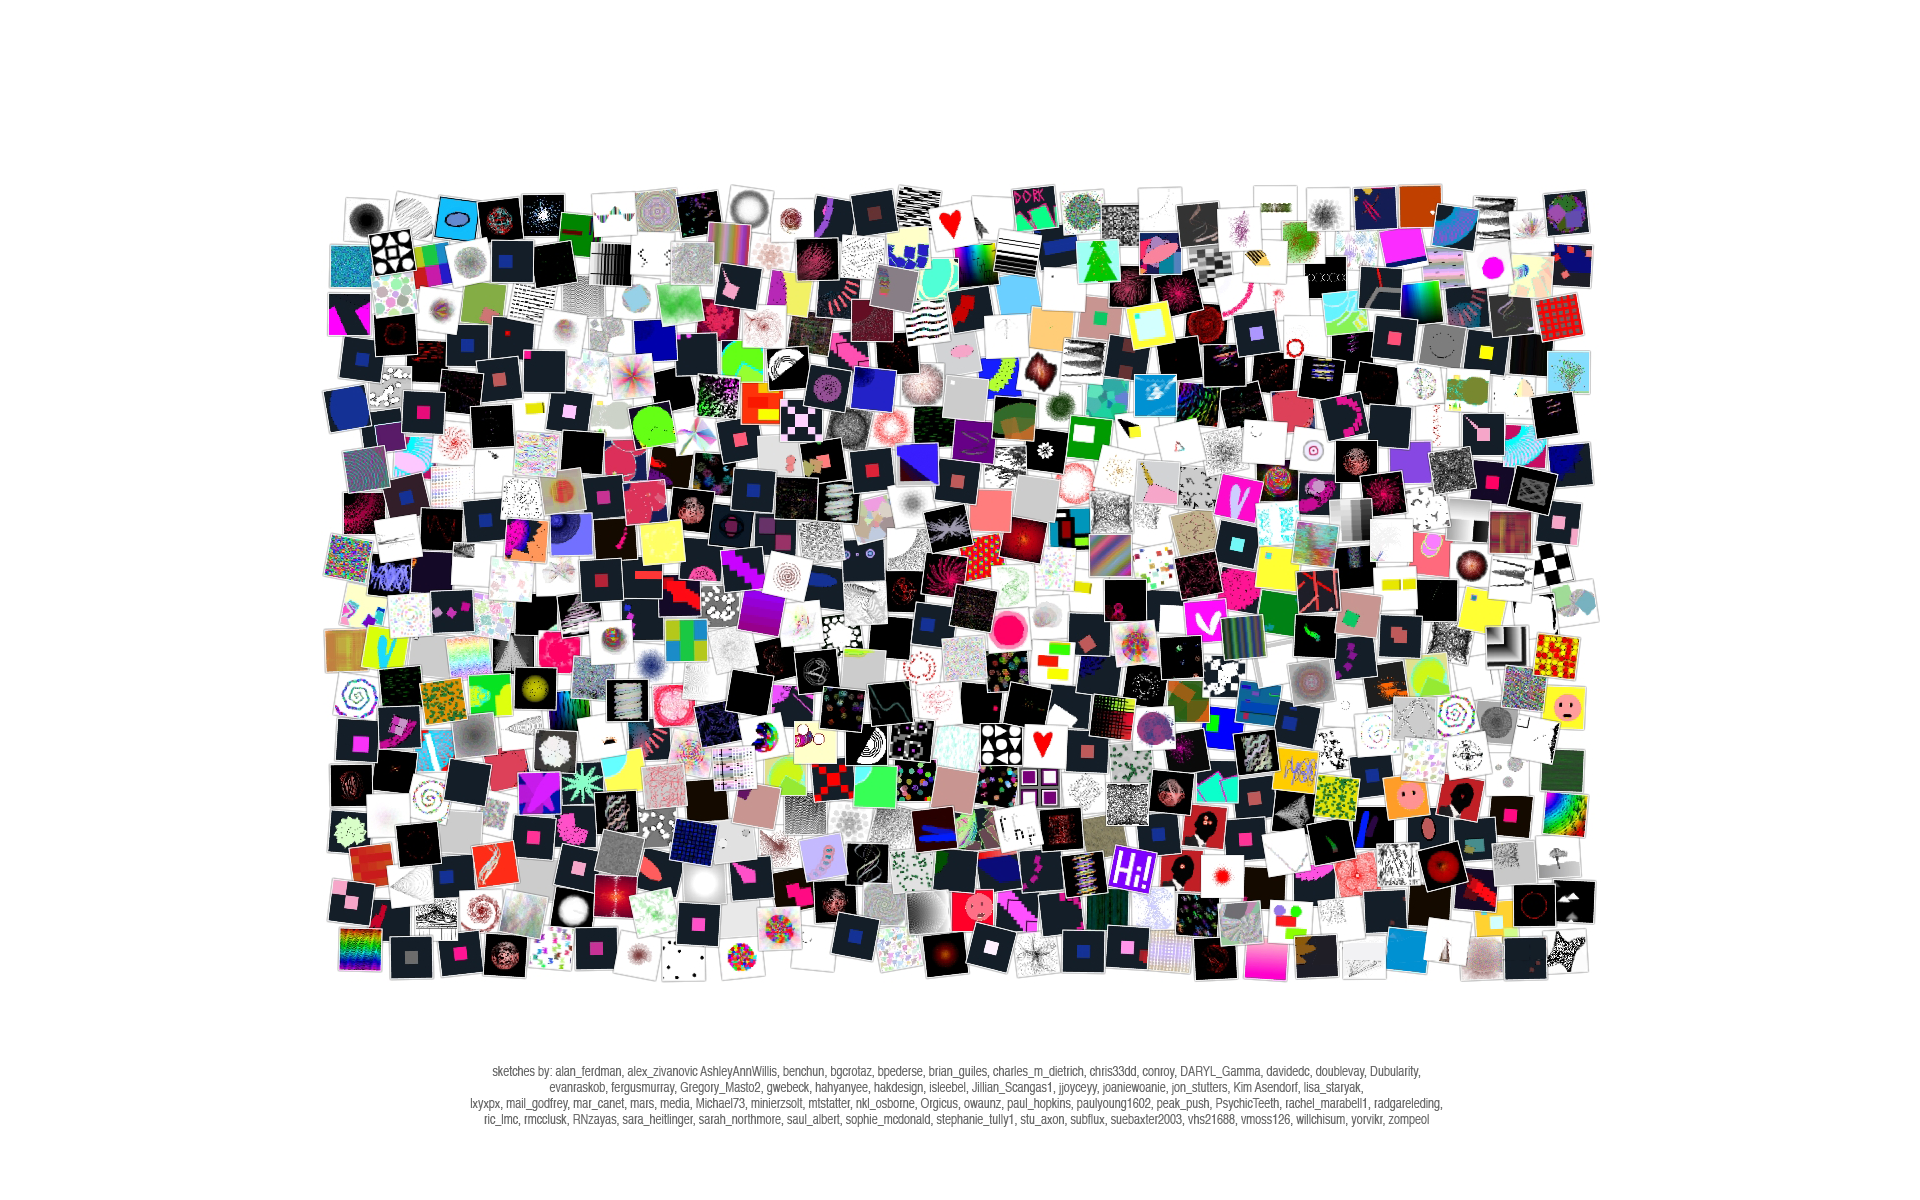 DORK
Hi!
sketches by: alan_ferdman, alex_zivanovic AshleyAnnWillis, benchun, bgcrotaz, bpederse, brian_guiles, charles_m_dietrich, chris33dd, conroy, DARYL_Gamma, davidedc, doublevay, Dubularity,
evanraskob, fergusmurray, Gregory_Masto2, gwebeck, hahyanyee, hakdesign, isleebel, Jillian_Scangas1, jjoyceyy, joaniewoanie, jon_stutters, Kim Asendorf, lisa_staryak,
lxyxpx, mail_godfrey, mar_canet, mars, media, Michael73, minierzsolt, mtstatter, nkl_osborne, Orgicus, owaunz, paul_hopkins, paulyoung1602, peak_push, PsychicTeeth, rachel_marabell1, radgareleding,
ric_lmc, rmcclusk, RNzayas, sara_heitlinger, sarah_northmore, saul_albert, sophie_mcdonald, stephanie_tully1, stu_axon, subflux, suebaxter2003, vhs21688, vmoss126, willchisum, yorvikr, zompeol